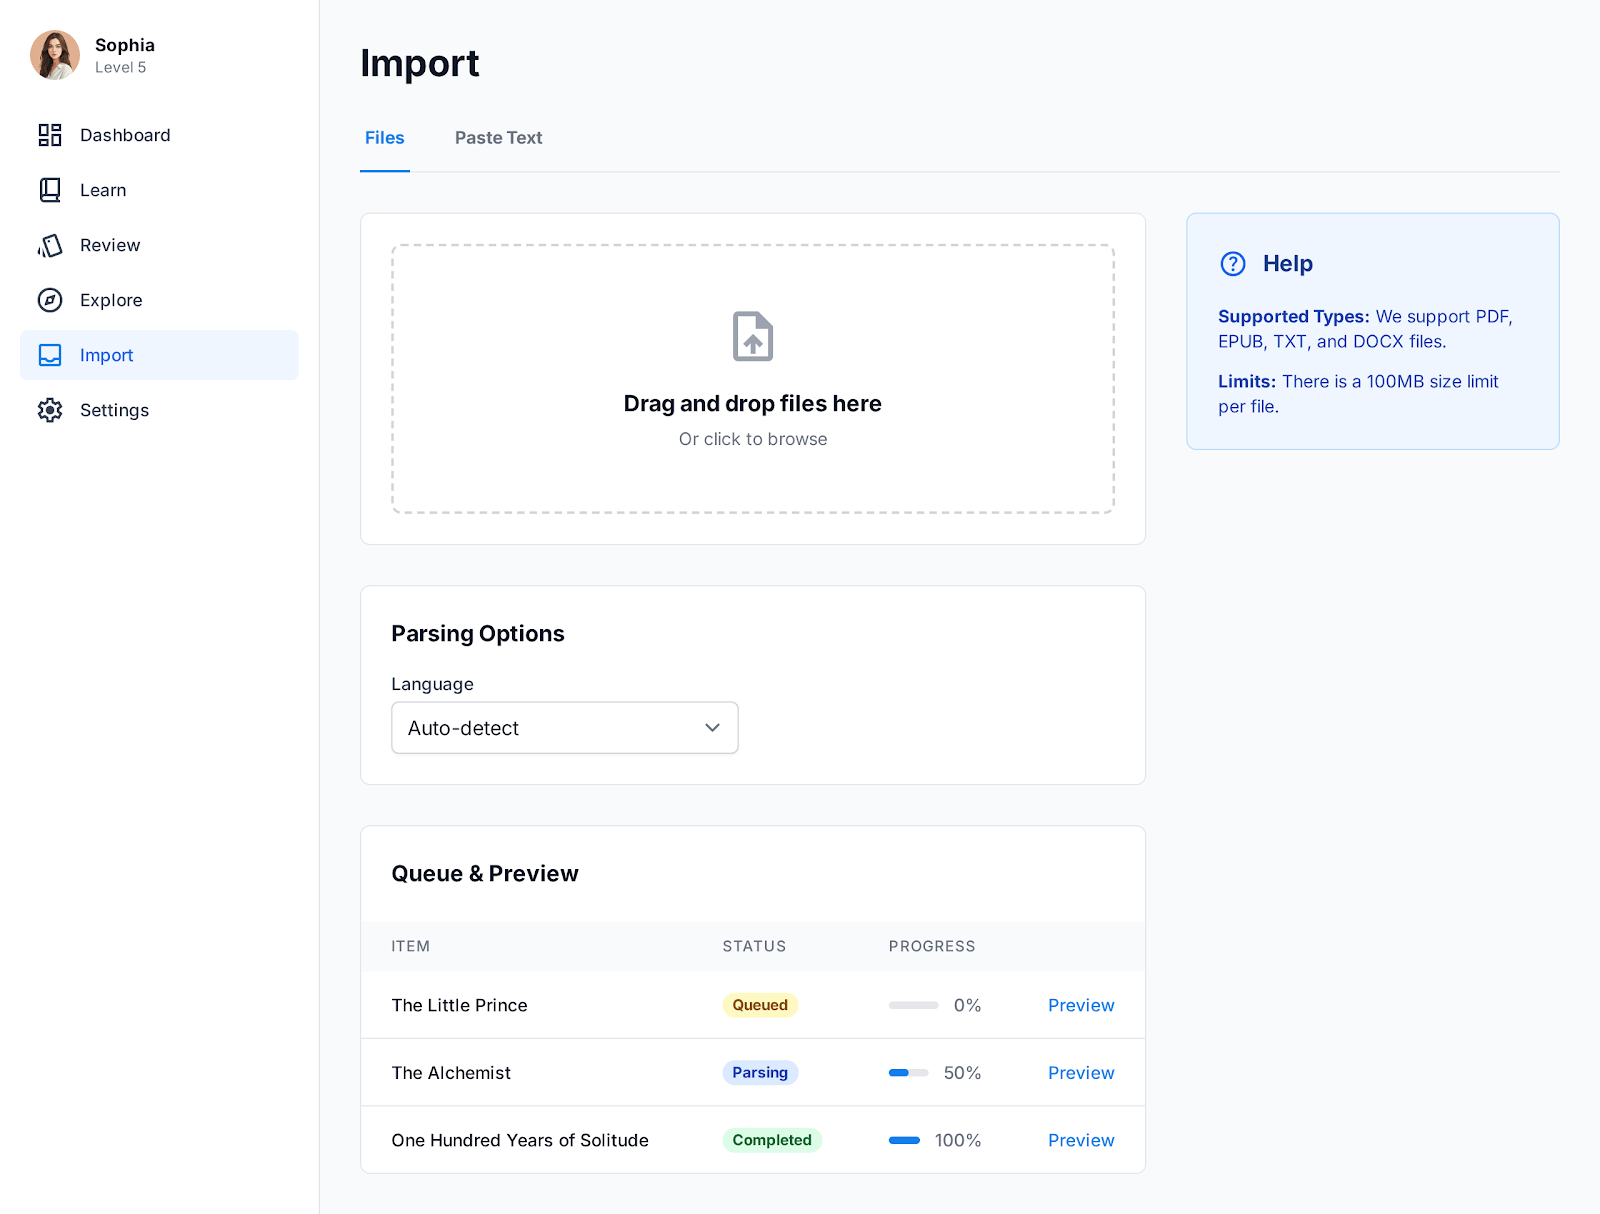 Sophia
Level 5
Dashboard
Learn
Review
Explore
Import
Settings
Import
Files
Paste Text
Drag and drop files here
Or click to browse
Help
Supported Types: We support PDF,
EPUB, TXT, and DOCX files.
Limits: There is a 100MB size limit
per file.
Parsing Options
Language
Auto-detect
Queue & Preview
ITEM STATUS PROGRESS
The Little Prince Queued 0% Preview
The Alchemist Parsing 50% Preview
One Hundred Years of Solitude Completed 100% Preview